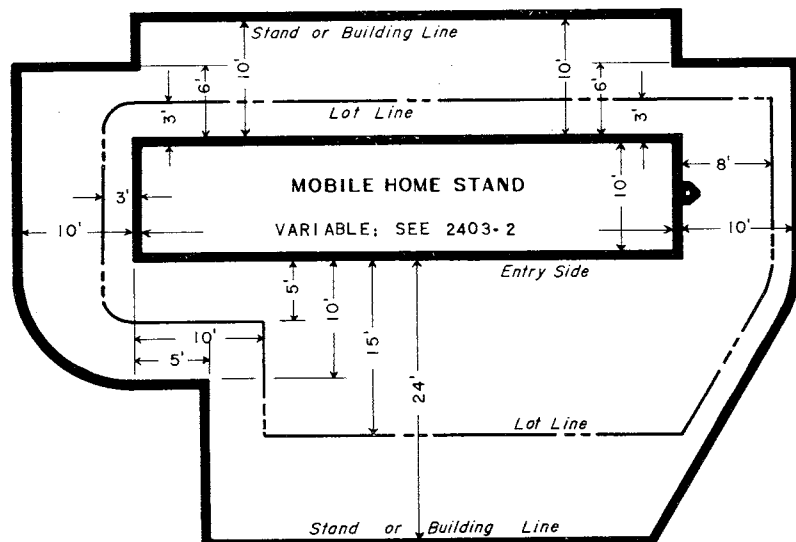 Stand or Building Line
10'
10'
6'
6'
3'
3'
Lot Line
MOBILE HOME STAND
10'
8'
3'
VARIABLE; SEE 2403-2
10'
10'
Entry Side
5'
10'
10'
15'
5'
24'
Lot Line
Stand or Building Line